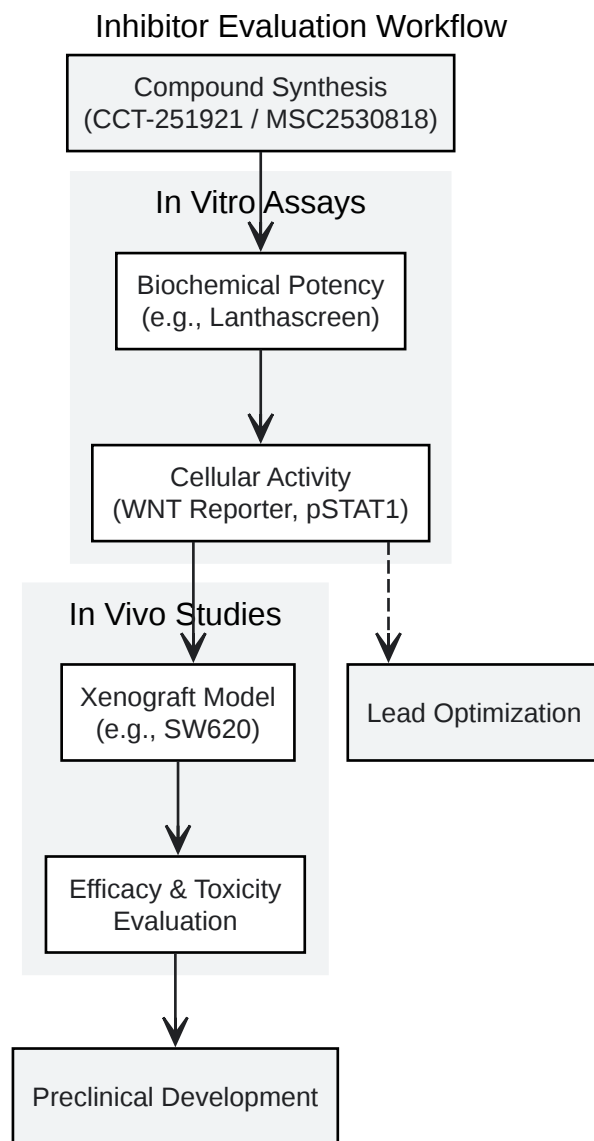 Inhibitor Evaluation Workflow
Compound Synthesis
(CCT-251921 / MSC2530818)
In Vitro Assays
Biochemical Potency
(e.g., Lanthascreen)
Cellular Activity
(WNT Reporter, pSTAT1)
In Vivo Studies
Xenograft Model
(e.g., SW620)
Lead Optimization
Efficacy & Toxicity
Evaluation
Preclinical Development